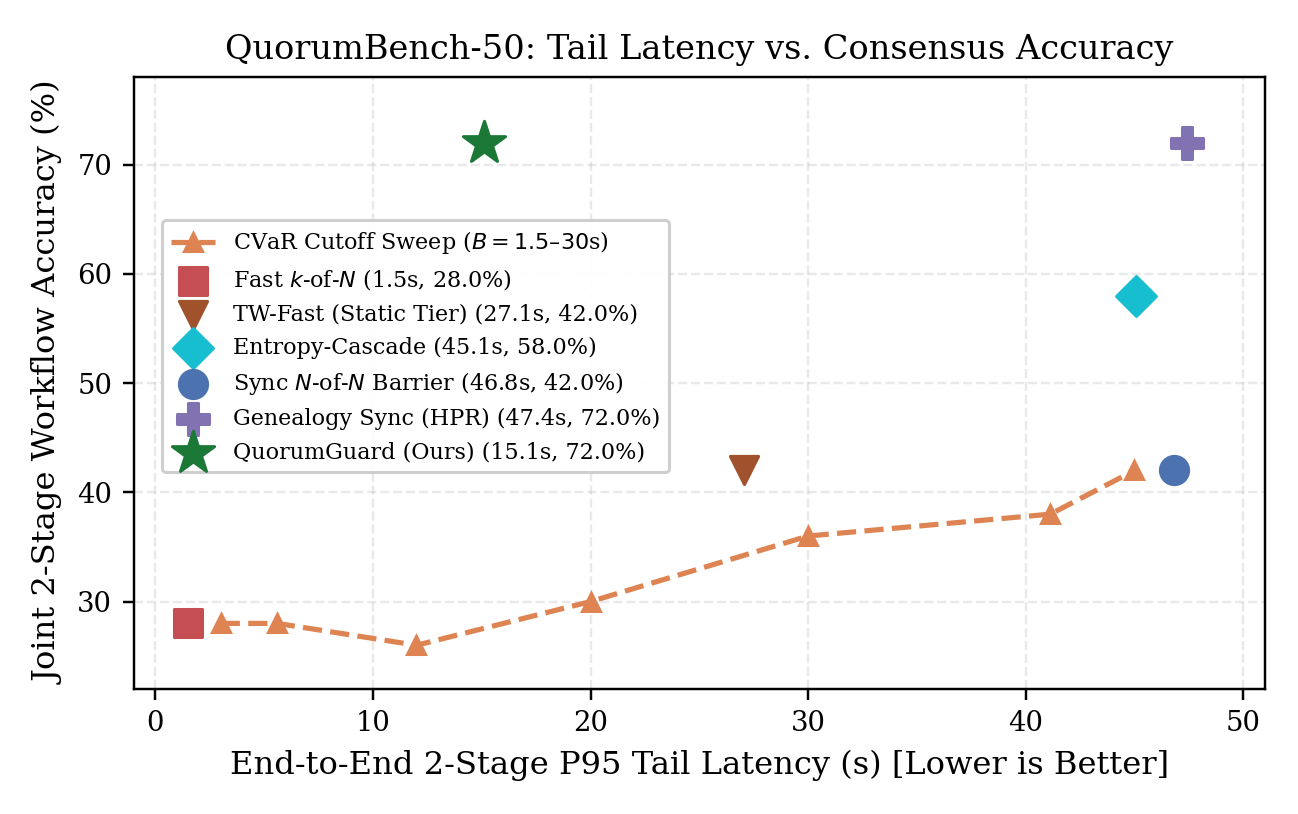 QuorumBench-50: Tail Latency vs. Consensus Accuracy
Joint 2-Stage Workflow Accuracy (%)
70
60
50
40
30
CVaR Cutoff Sweep (B = 1.5–30s)
Fast k-of-N (1.5s, 28.0%)
TW-Fast (Static Tier) (27.1s, 42.0%)
Entropy-Cascade (45.1s, 58.0%)
Sync N-of-N Barrier (46.8s, 42.0%)
Genealogy Sync (HPR) (47.4s, 72.0%)
QuorumGuard (Ours) (15.1s, 72.0%)
0 10 20 30 40 50
End-to-End 2-Stage P95 Tail Latency (s) [Lower is Better]